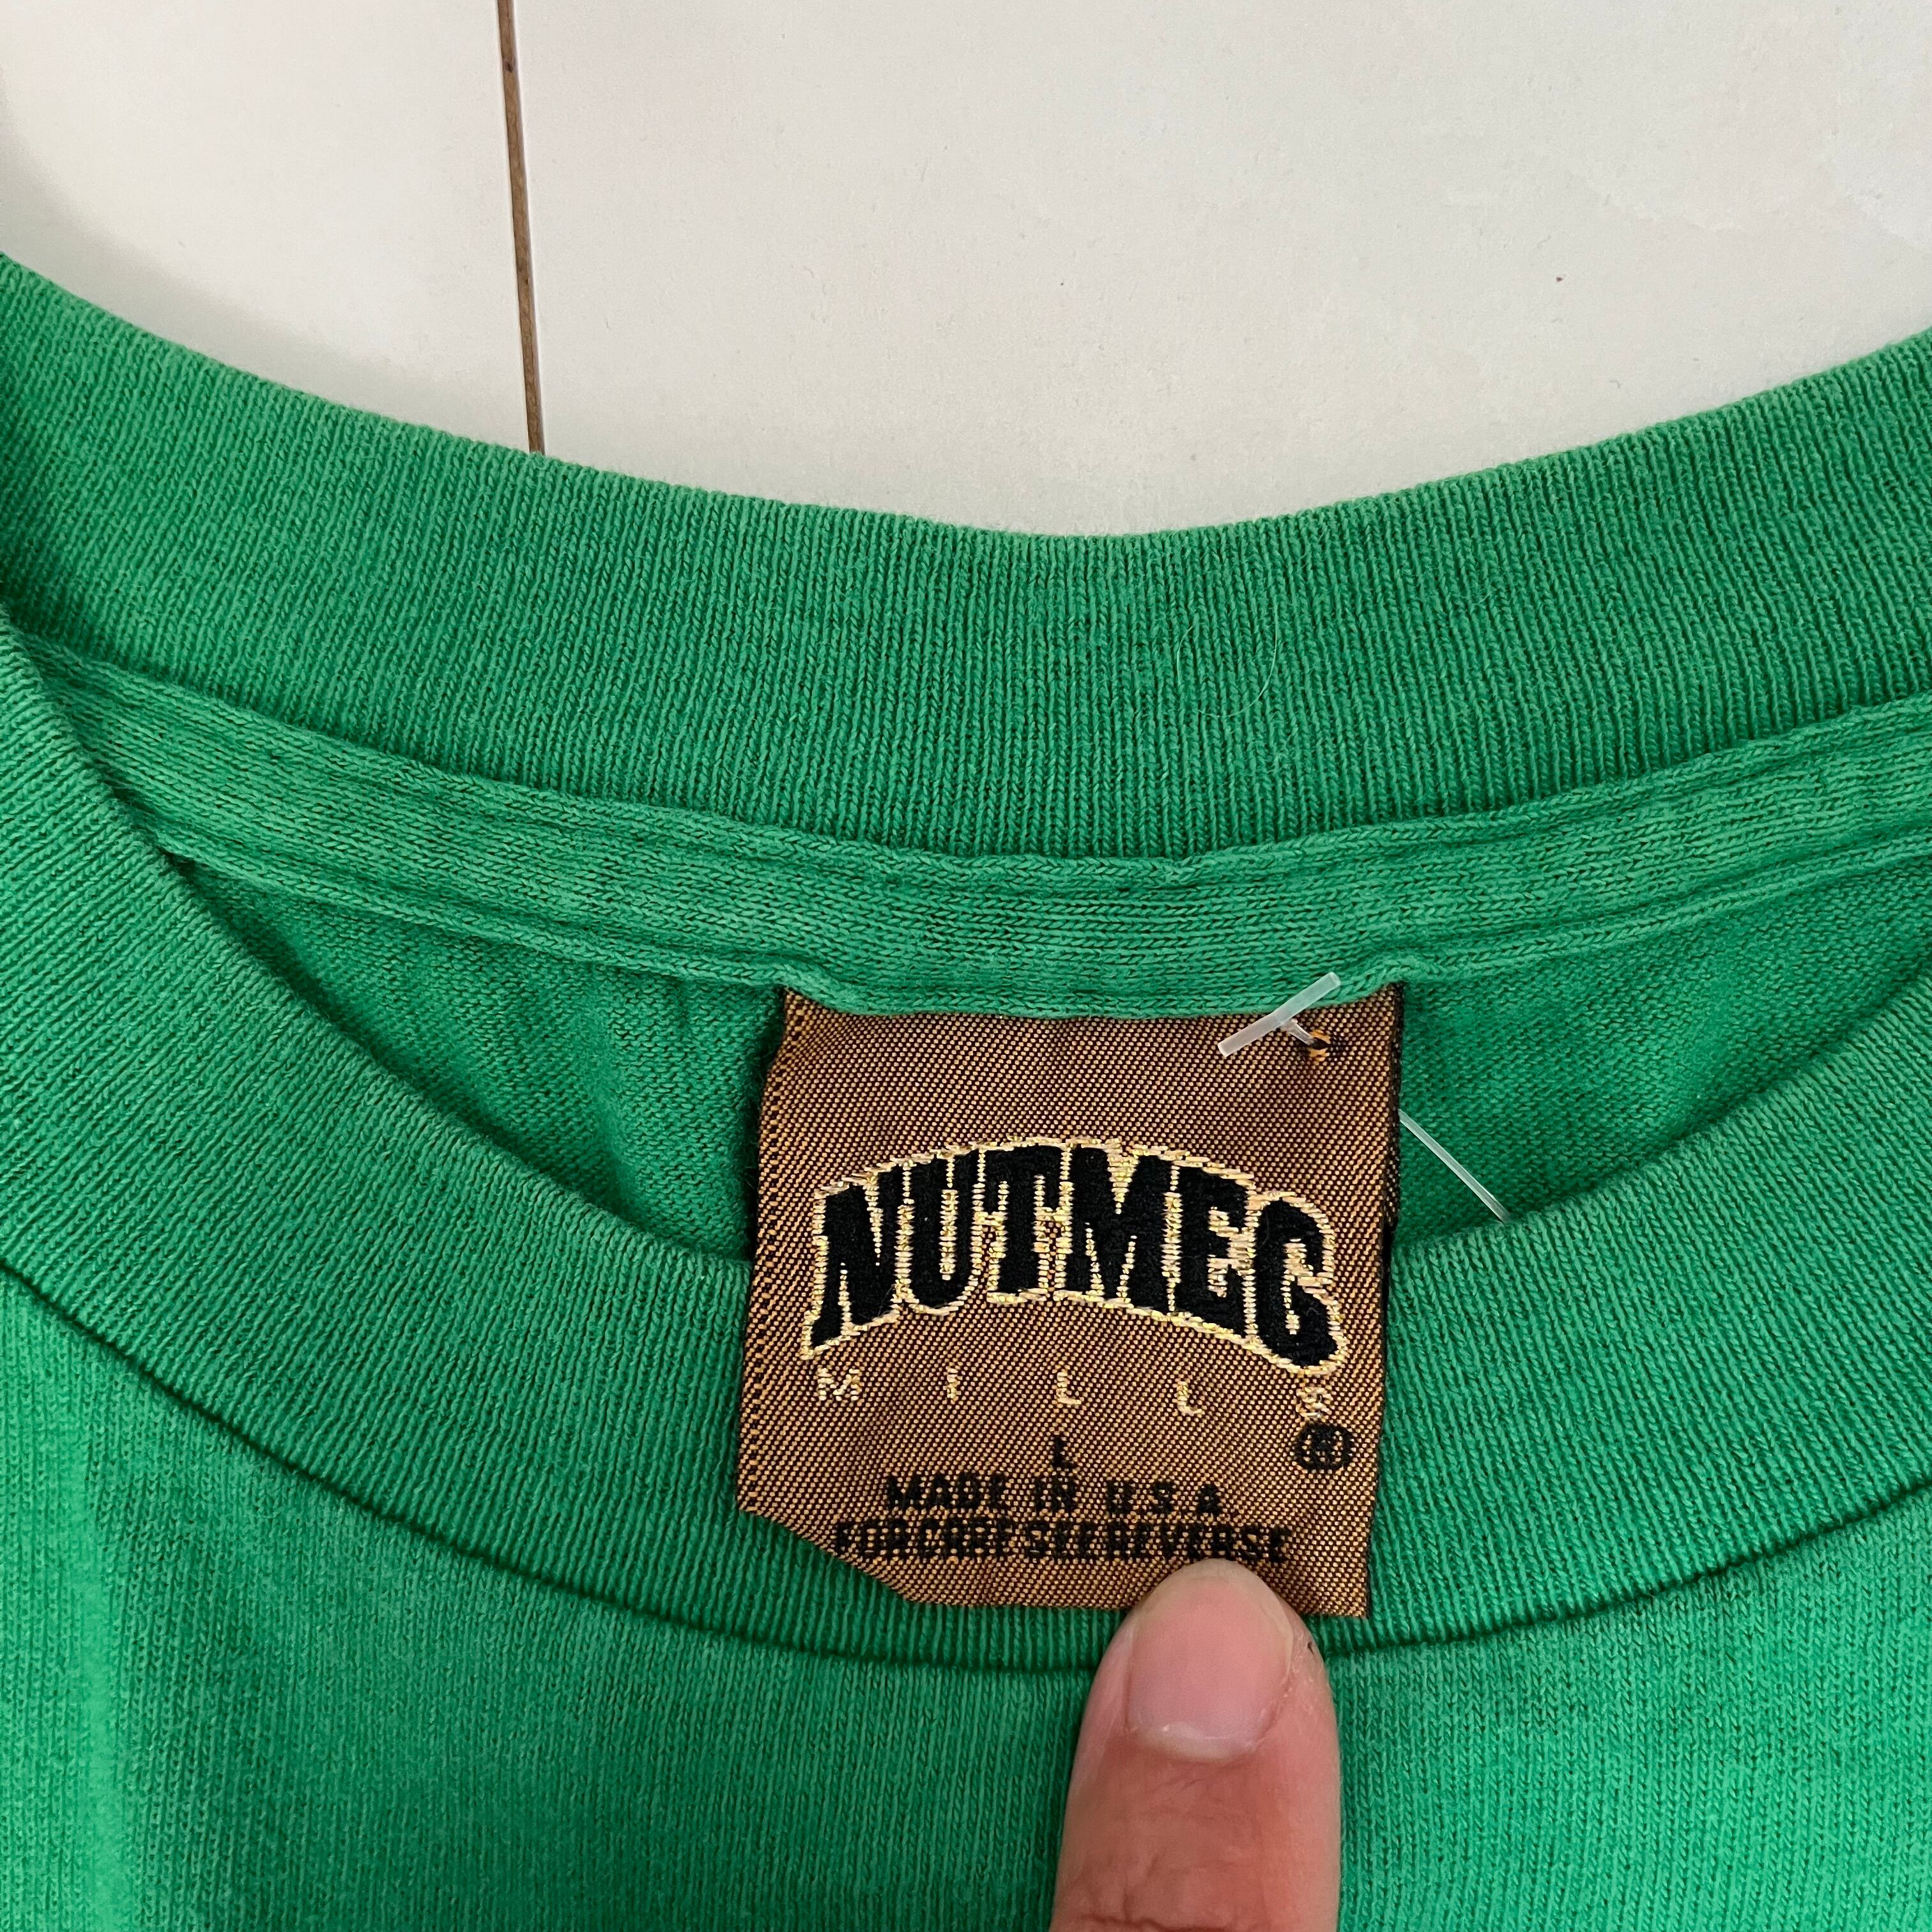 NUTMEG
MILLS
®
L
MADE IN U.S.A
FOR CARE SEE REVERSE